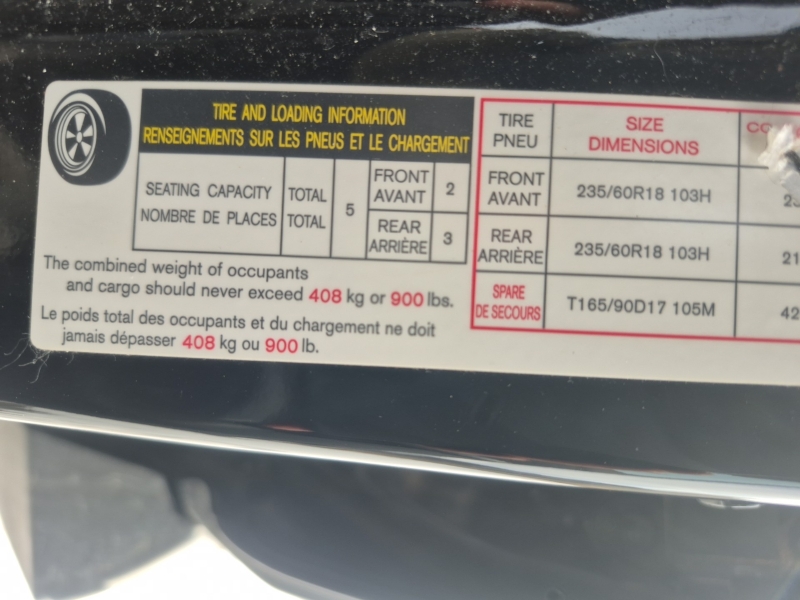 TIRE AND LOADING INFORMATION
RENSEIGNEMENTS SUR LES PNEUS ET LE CHARGEMENT
SEATING CAPACITY
NOMBRE DE PLACES
TOTAL
TOTAL
5
FRONT
AVANT
2
REAR
ARRIÈRE
3
The combined weight of occupants
and cargo should never exceed 408 kg or 900 lbs.
Le poids total des occupants et du chargement ne doit
jamais dépasser 408 kg ou 900 lb.
TIRE
PNEU
SIZE
DIMENSIONS
FRONT
AVANT
235/60R18 103H
REAR
ARRIÈRE
235/60R18 103H
SPARE
DE SECOURS
T165/90D17 105M